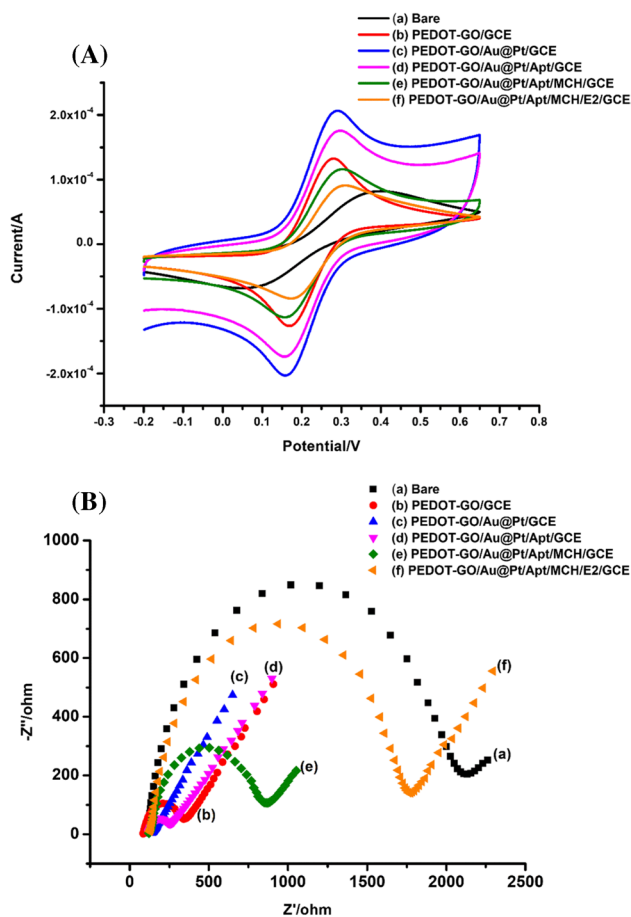 (A)
(a) Bare
(b) PEDOT-GO/GCE
(c) PEDOT-GO/Au@Pt/GCE
(d) PEDOT-GO/Au@Pt/Apt/GCE
(e) PEDOT-GO/Au@Pt/Apt/MCH/GCE
(f) PEDOT-GO/Au@Pt/Apt/MCH/E2/GCE
Current/A
2.0x10⁻⁴
1.0x10⁻⁴
0.0
-1.0x10⁻⁴
-2.0x10⁻⁴
-0.3 -0.2 -0.1 0.0 0.1 0.2 0.3 0.4 0.5 0.6 0.7 0.8
Potential/V
(B)
(a) Bare
(b) PEDOT-GO/GCE
(c) PEDOT-GO/Au@Pt/GCE
(d) PEDOT-GO/Au@Pt/Apt/GCE
(e) PEDOT-GO/Au@Pt/Apt/MCH/GCE
(f) PEDOT-GO/Au@Pt/Apt/MCH/E2/GCE
-Z''/ohm
1000
800
600
400
200
0
(c)
(d)
(f)
(a)
(e)
(b)
0 500 1000 1500 2000 2500
Z'/ohm